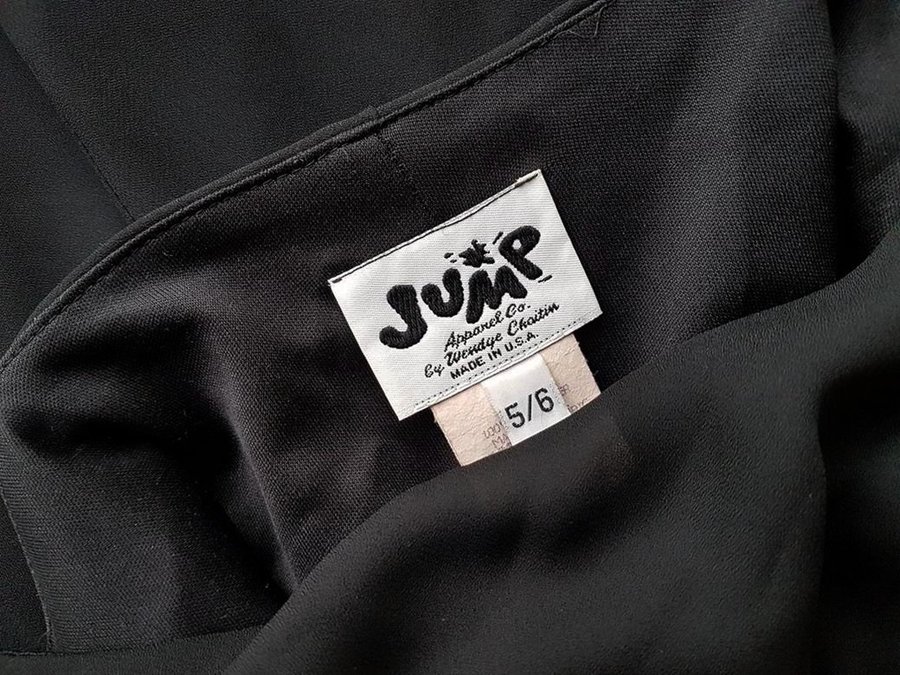 JUMP
Apparel Co.
by Wendye Chaitin
MADE IN U.S.A.
5/6